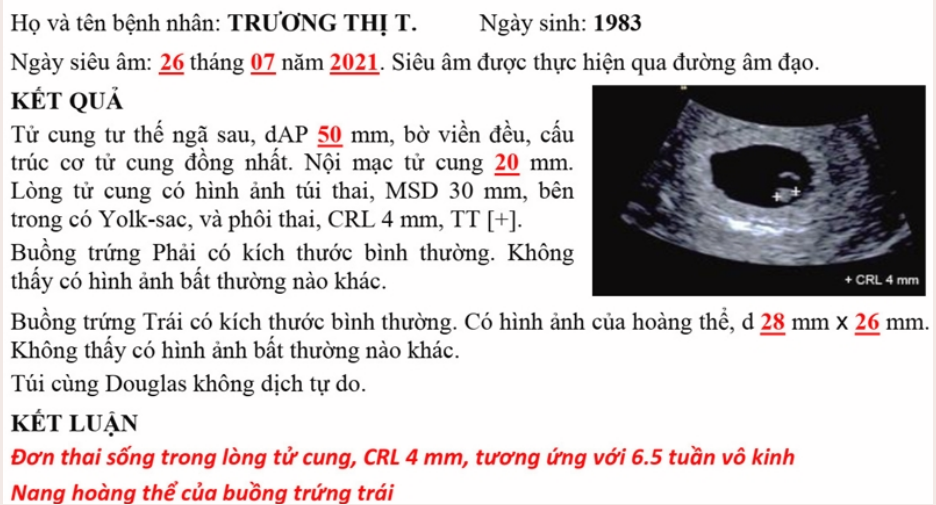 Họ và tên bệnh nhân: TRƯƠNG THỊ T. Ngày sinh: 1983
Ngày siêu âm: 26 tháng 07 năm 2021. Siêu âm được thực hiện qua đường âm đạo.
KẾT QUẢ
Tử cung tư thế ngã sau, dAP 50 mm, bờ viền đều, cấu
trúc cơ tử cung đồng nhất. Nội mạc tử cung 20 mm.
Lòng tử cung có hình ảnh túi thai, MSD 30 mm, bên
trong có Yolk-sac, và phôi thai, CRL 4 mm, TT [+].
Buồng trứng Phải có kích thước bình thường. Không
thấy có hình ảnh bất thường nào khác.
+ CRL 4 mm
Buồng trứng Trái có kích thước bình thường. Có hình ảnh của hoàng thể, d 28 mm x 26 mm.
Không thấy có hình ảnh bất thường nào khác.
Túi cùng Douglas không dịch tự do.
KẾT LUẬN
Đơn thai sống trong lòng tử cung, CRL 4 mm, tương ứng với 6.5 tuần vô kinh
Nang hoàng thể của buồng trứng trái